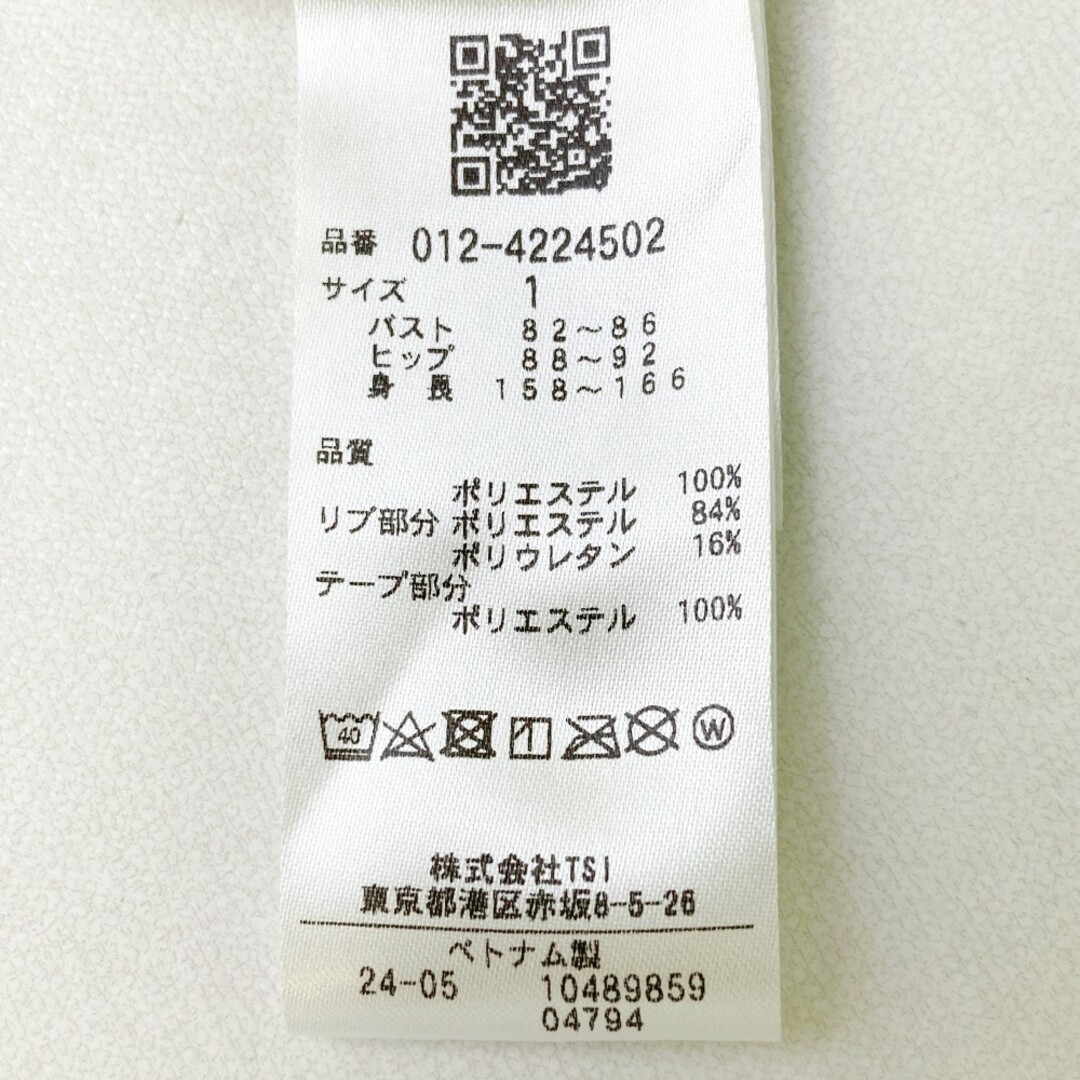 品番 012-4224502
サイズ 1
バスト 82~86
ヒップ 88~92
身長 158~166
品質
ポリエステル 100%
リブ部分 ポリエステル 84%
ポリウレタン 16%
テープ部分
ポリエステル 100%
40 W
株式会社TSI
東京都港区赤坂8-5-26
ベトナム製
24-05 10489859
04794